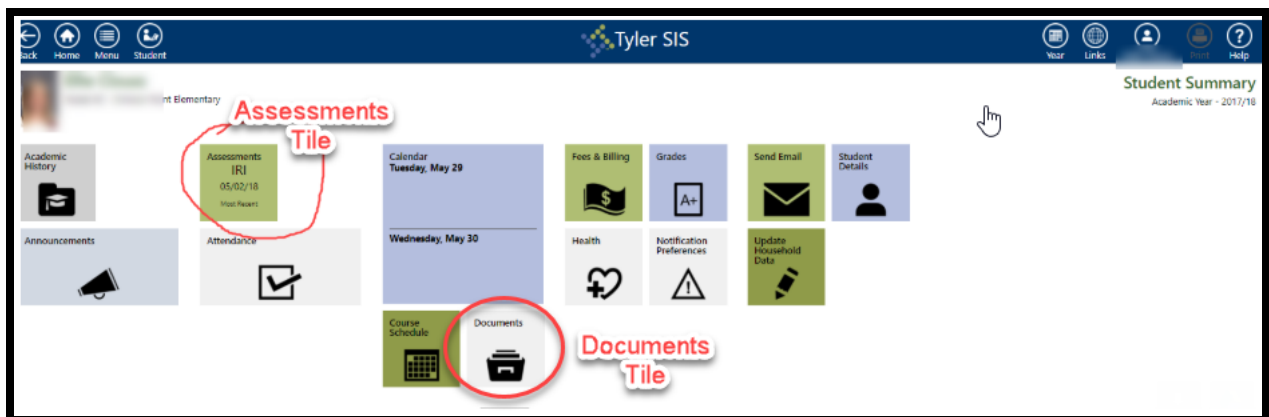 Back Home Menu Student
Tyler SIS
Year Links Print Help
Student Summary
Academic Year - 2017/18
nt Elementary
Assessments
Tile
Academic
History
Assessments
IRI
05/02/18
Most Recent
Calendar
Tuesday, May 29
Fees & Billing
$
Grades
A+
Send Email
Student
Details
Announcements
Attendance
Wednesday, May 30
Health
Notification
Preferences
Update
Household
Data
Course
Schedule
Documents
Documents
Tile